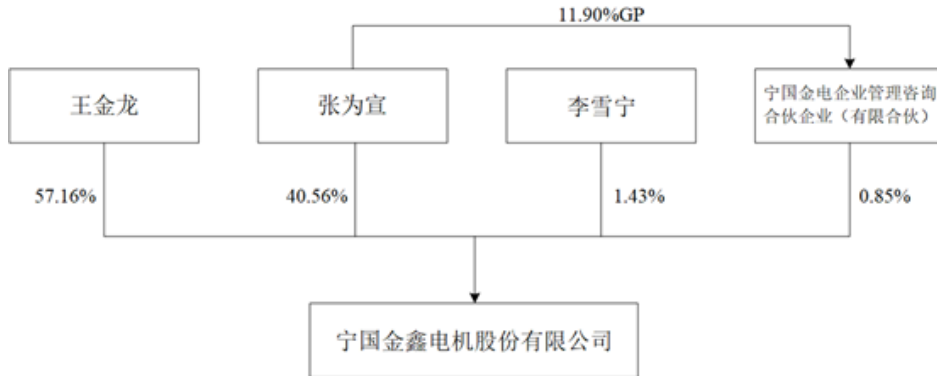 11.90%GP
王金龙
张为宣
李雪宁
宁国金电企业管理咨询
合伙企业（有限合伙）
57.16%
40.56%
1.43%
0.85%
宁国金鑫电机股份有限公司